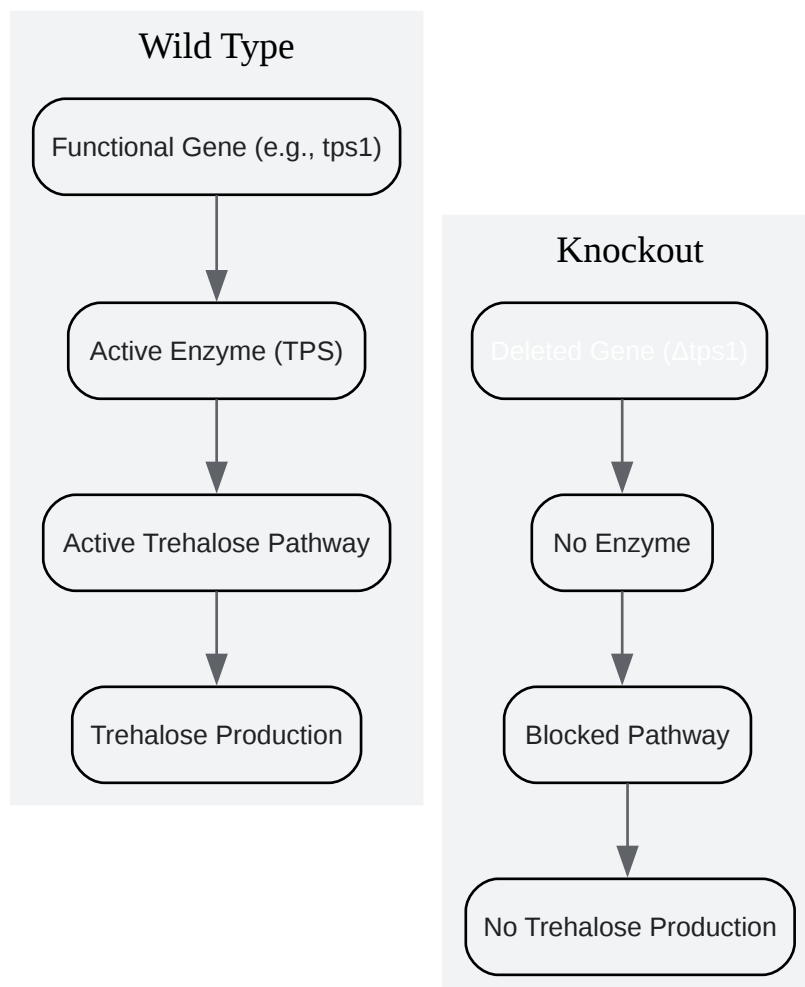 Wild Type
Functional Gene (e.g., tps1)
Active Enzyme (TPS)
Active Trehalose Pathway
Trehalose Production
Knockout
Deleted Gene (Δtps1)
No Enzyme
Blocked Pathway
No Trehalose Production